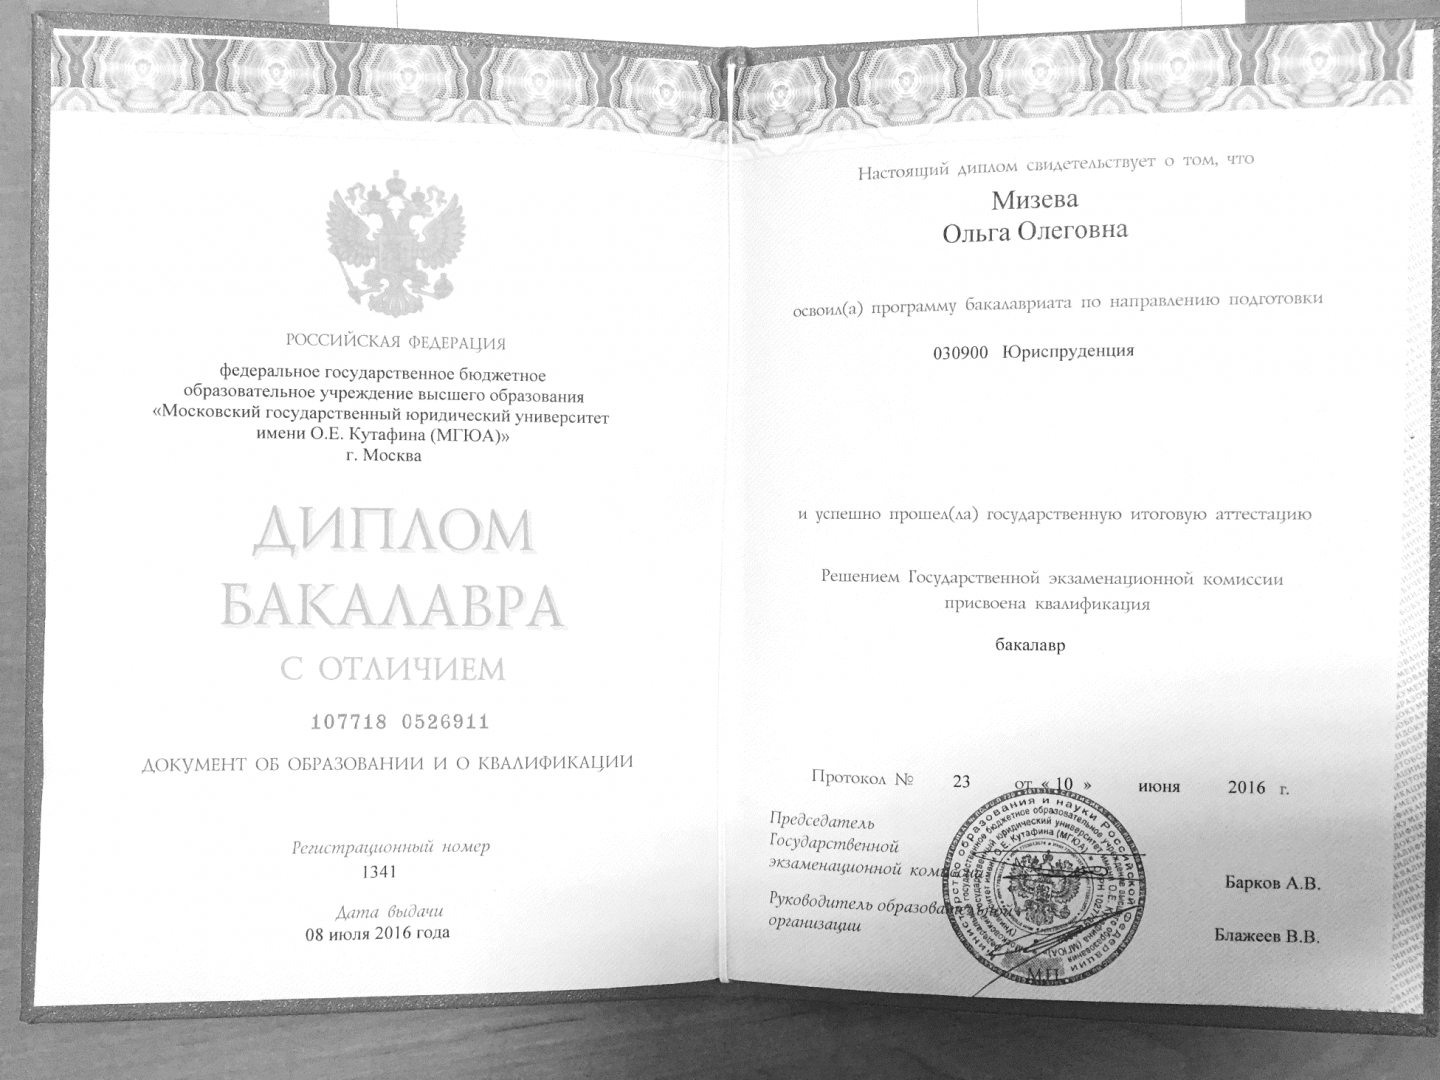 РОССИЙСКАЯ ФЕДЕРАЦИЯ
федеральное государственное бюджетное
образовательное учреждение высшего образования
«Московский государственный юридический университет
имени О.Е. Кутафина (МГЮА)»
г. Москва
ДИПЛОМ
БАКАЛАВРА
С ОТЛИЧИЕМ
107718 0526911
ДОКУМЕНТ ОБ ОБРАЗОВАНИИ И О КВАЛИФИКАЦИИ
Регистрационный номер
1341
Дата выдачи
08 июля 2016 года
Настоящий диплом свидетельствует о том, что
Мизева
Ольга Олеговна
освоил(а) программу бакалавриата по направлению подготовки
030900 Юриспруденция
и успешно прошел(ла) государственную итоговую аттестацию
Решением Государственной экзаменационной комиссии
присвоена квалификация
бакалавр
Протокол № 23 от « 10 » июня 2016 г.
Председатель
Государственной
экзаменационной комиссии
Барков А.В.
Руководитель образовательной
организации
Блажеев В.В.
М.П.